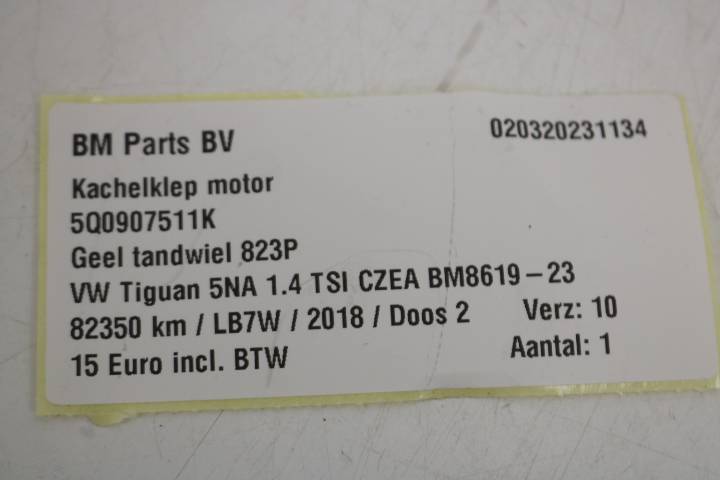 BM Parts BV 020320231134
Kachelklep motor
5Q0907511K
Geel tandwiel 823P
VW Tiguan 5NA 1.4 TSI CZEA BM8619-23
82350 km / LB7W / 2018 / Doos 2 Verz: 10
15 Euro incl. BTW Aantal: 1